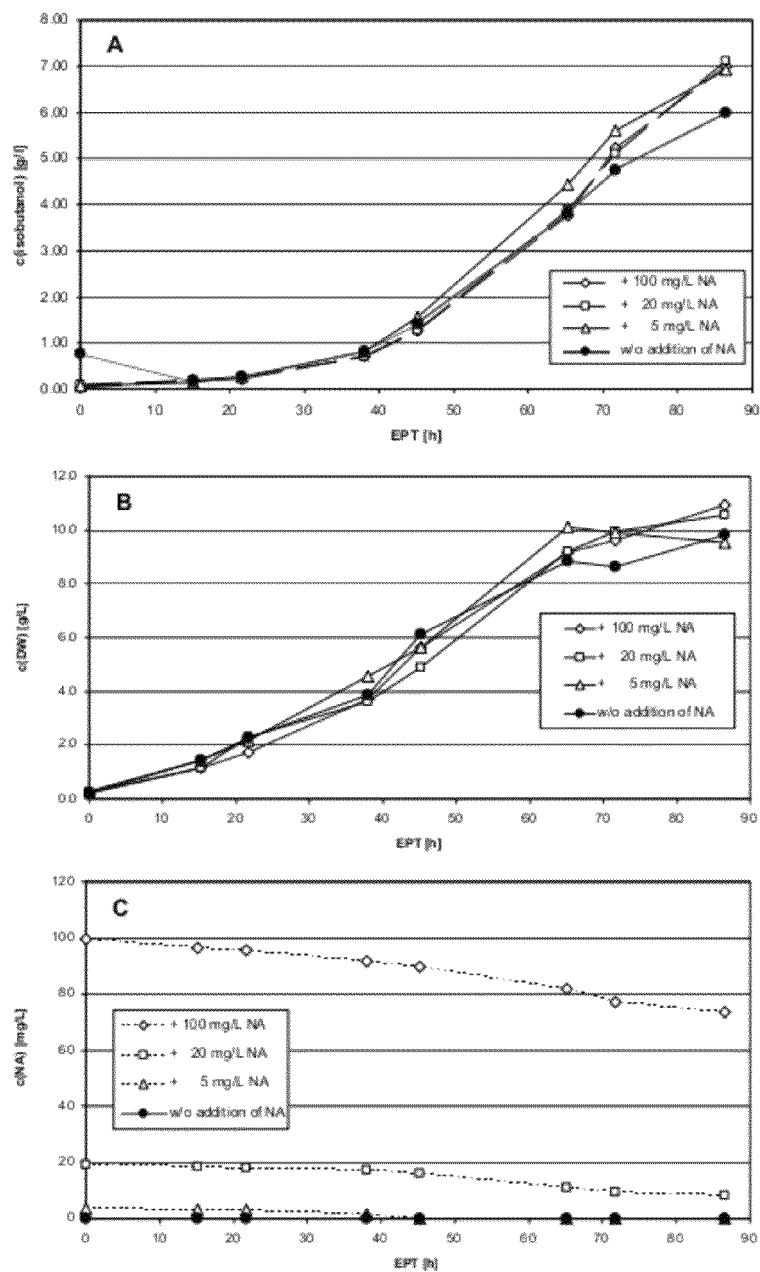 A
8.00
7.00
6.00
5.00
4.00
3.00
2.00
1.00
0.00
c(isobutanol) [g/l]
+ 100 mg/L NA
+ 20 mg/L NA
+ 5 mg/L NA
w/o addition of NA
0 10 20 30 40 50 60 70 80 90
EPT [h]
B
12.0
10.0
8.0
6.0
4.0
2.0
0.0
c(DW) [g/L]
+ 100 mg/L NA
+ 20 mg/L NA
+ 5 mg/L NA
w/o addition of NA
0 10 20 30 40 50 60 70 80 90
EPT [h]
C
120
100
80
60
40
20
0
c(NA) [mg/L]
+ 100 mg/L NA
+ 20 mg/L NA
+ 5 mg/L NA
w/o addition of NA
0 10 20 30 40 50 60 70 80 90
EPT [h]